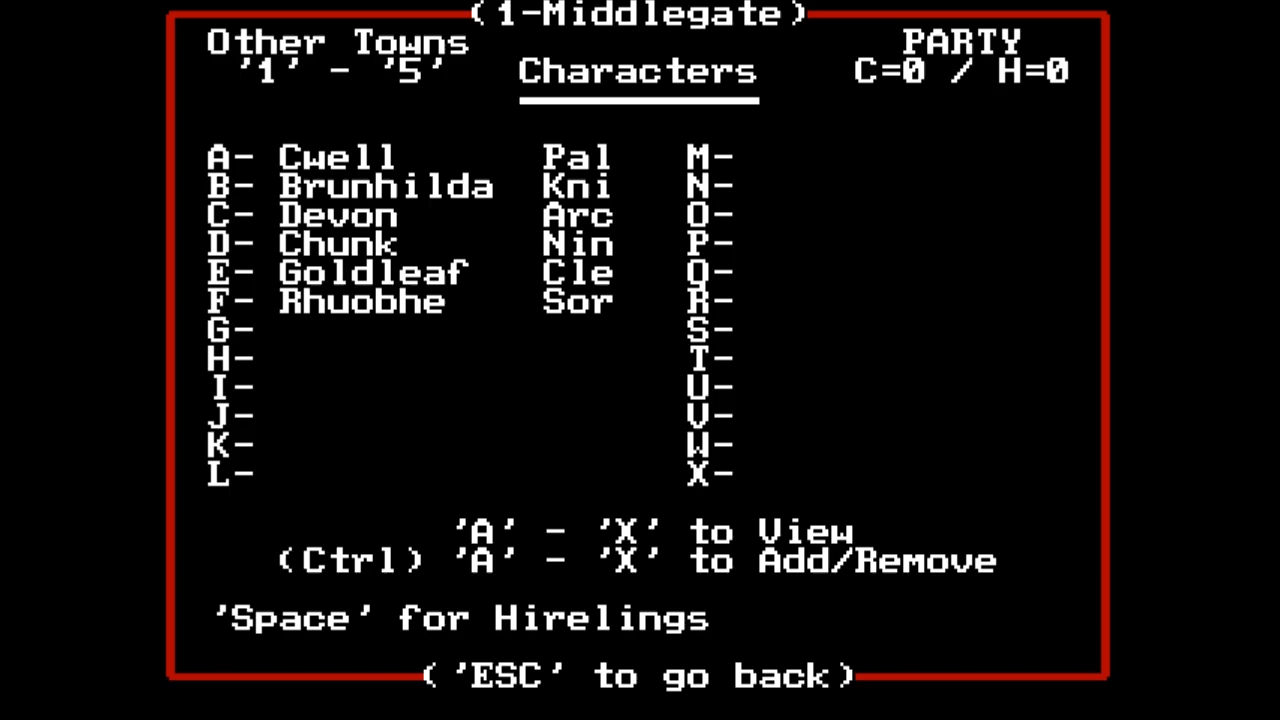 (1-Middlegate)
Other Towns PARTY
'1' - '5' Characters C=0 / H=0
A- Cwell Pal M-
B- Brunhilda Kni N-
C- Devon Arc O-
D- Chunk Nin P-
E- Goldleaf Cle Q-
F- Rhuobhe Sor R-
G- S-
H- T-
I- U-
J- V-
K- W-
L- X-
'A' - 'X' to View
(Ctrl) 'A' - 'X' to Add/Remove
'Space' for Hirelings
('ESC' to go back)